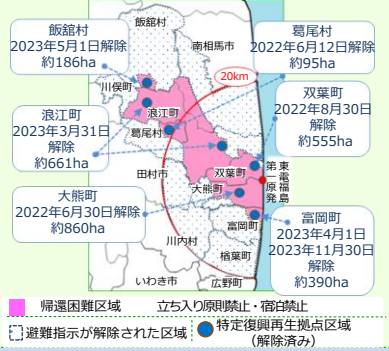 飯舘村
2023年5月1日解除
約186ha
葛尾村
2022年6月12日解除
約95ha
南相馬市
20km
川俣町
双葉町
2022年8月30日
解除
約555ha
浪江町
浪江町
2023年3月31日
解除
約661ha
葛尾村
田村市
双葉町
大熊町
東電福島
第一原発
大熊町
2022年6月30日解除
約860ha
富岡町
富岡町
2023年4月1日
2023年11月30日
解除
約390ha
川内村
楢葉町
いわき市
広野町
帰還困難区域
立ち入り原則禁止・宿泊禁止
避難指示が解除された区域
特定復興再生拠点区域
(解除済み)